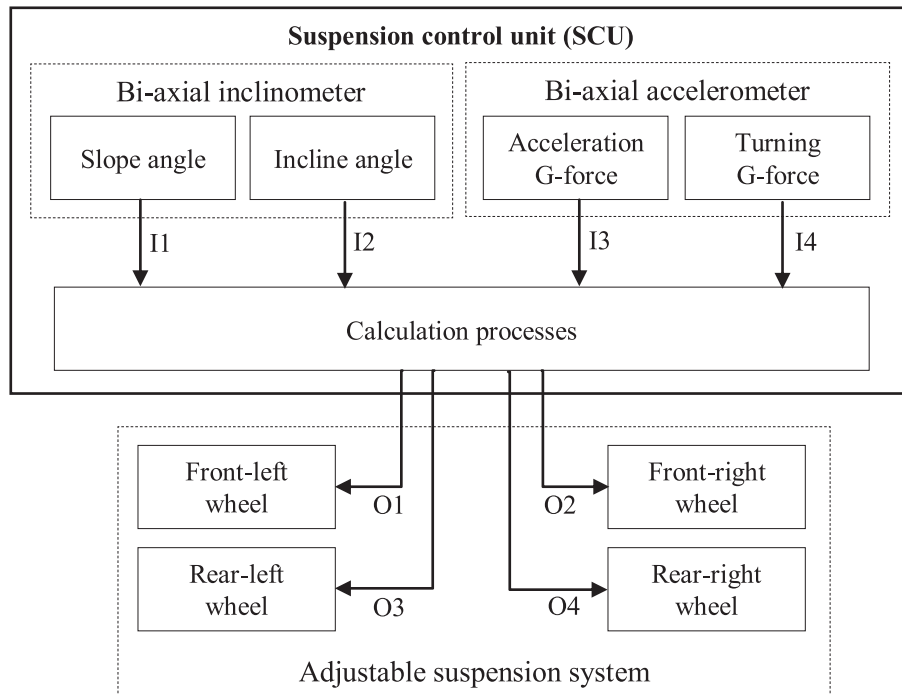 Suspension control unit (SCU)
Bi-axial inclinometer
Bi-axial accelerometer
Slope angle
Incline angle
Acceleration
G-force
Turning
G-force
I1
I2
I3
I4
Calculation processes
Front-left
wheel
Front-right
wheel
O1
O2
Rear-left
wheel
Rear-right
wheel
O3
O4
Adjustable suspension system